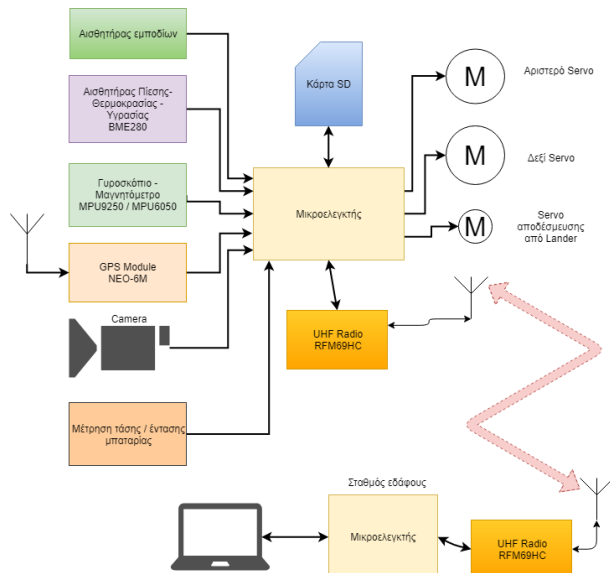 Αισθητήρας εμποδίων
Αισθητήρας Πίεσης-
Θερμοκρασίας -
Υγρασίας
BME280
Γυροσκόπιο -
Μαγνητόμετρο
MPU9250 / MPU6050
GPS Module
NEO-6M
Camera
Μέτρηση τάσης / έντασης
μπαταρίας
Κάρτα SD
Μικροελεγκτής
UHF Radio
RFM69HC
M
Αριστερό Servo
M
Δεξί Servo
M
Servo
αποδέσμευσης
από Lander
Σταθμός εδάφους
Μικροελεγκτής
UHF Radio
RFM69HC